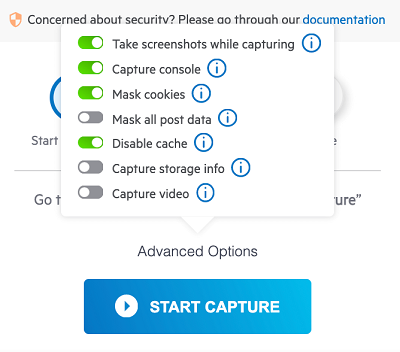 Concerned about security? Please go through our documentation
Take screenshots while capturing
Capture console
Mask cookies
Mask all post data
Disable cache
Capture storage info
Capture video
Start
Go t
ture”
Advanced Options
START CAPTURE